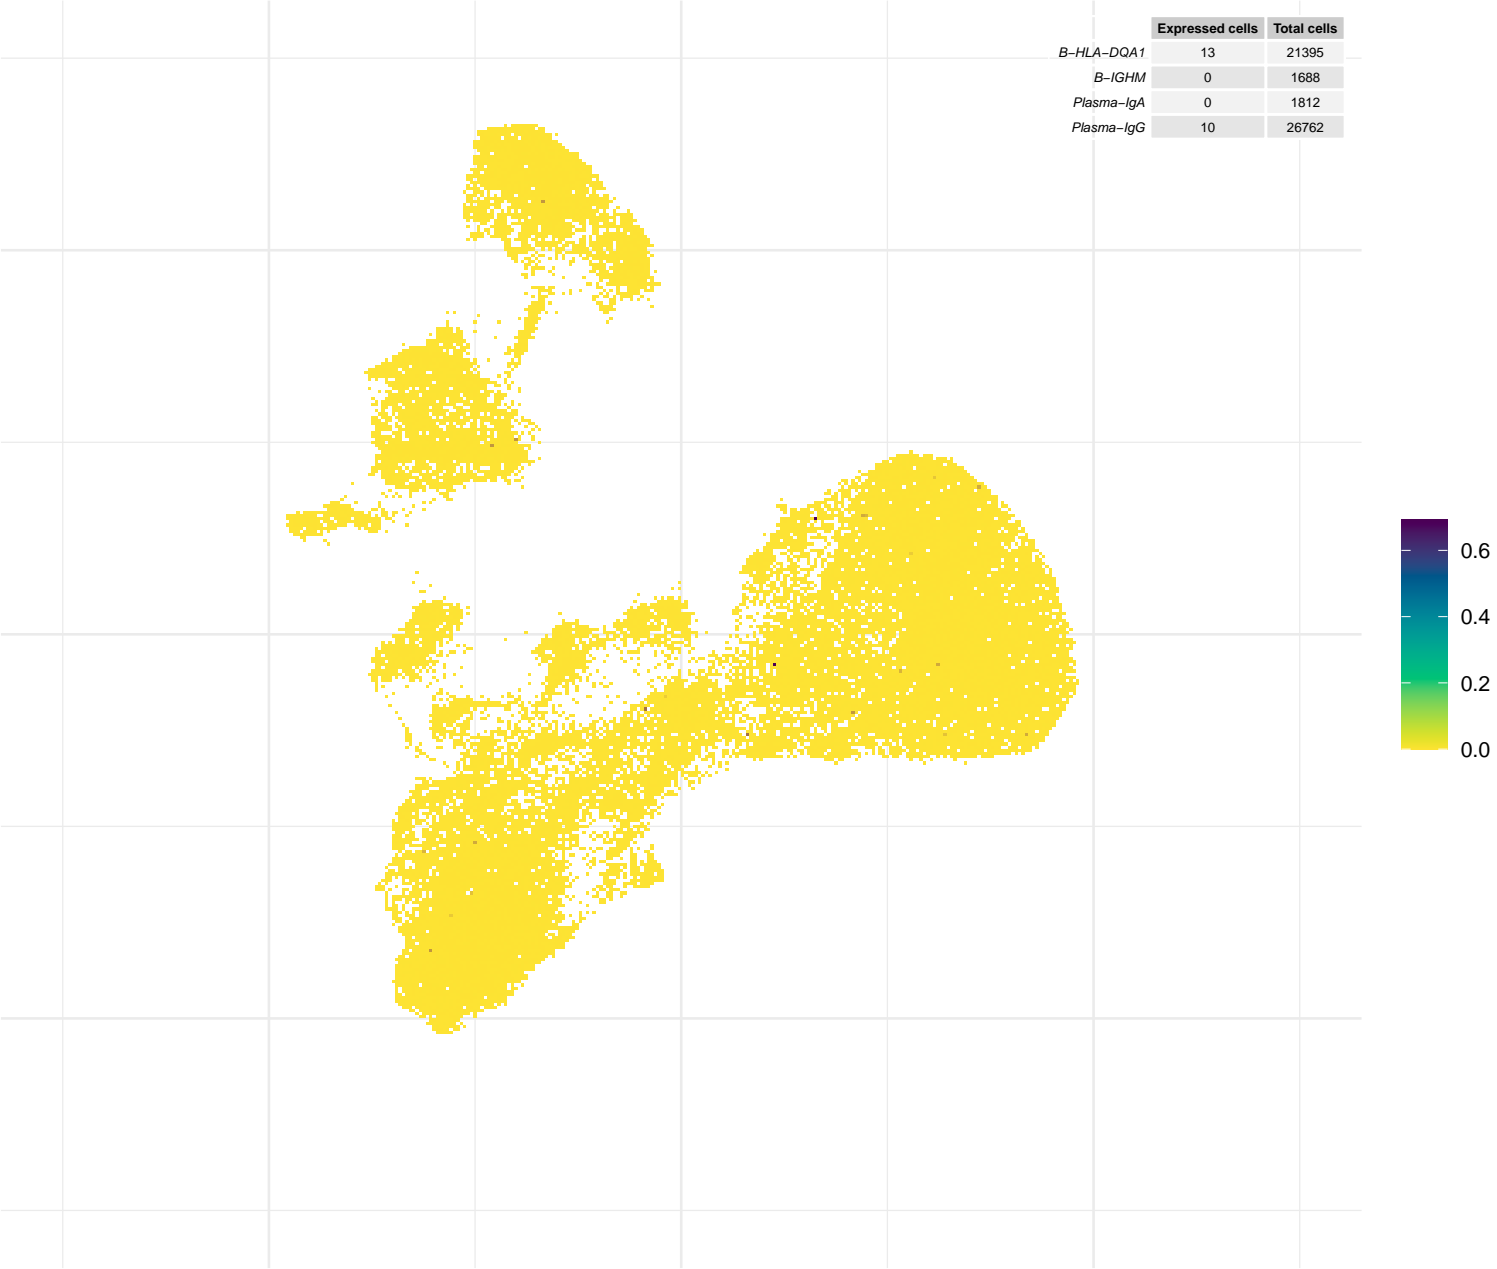 Expressed cells Total cells
B−HLA−DQA1 13 21395
B−IGHM 0 1688
Plasma−IgA 0 1812
Plasma−IgG 10 26762
0.6
0.4
0.2
0.0